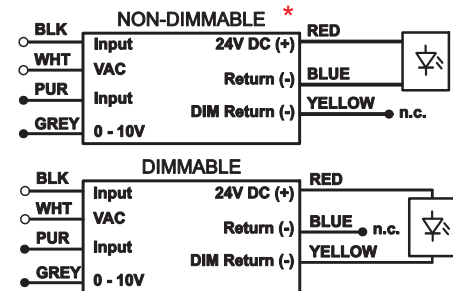 NON-DIMMABLE *
BLK Input 24V DC (+) RED
WHT VAC
Return (-) BLUE
PUR Input
DIM Return (-) YELLOW n.c.
GREY 0 - 10V
DIMMABLE
BLK Input 24V DC (+) RED
WHT VAC
Return (-) BLUE n.c.
PUR Input
DIM Return (-) YELLOW
GREY 0 - 10V